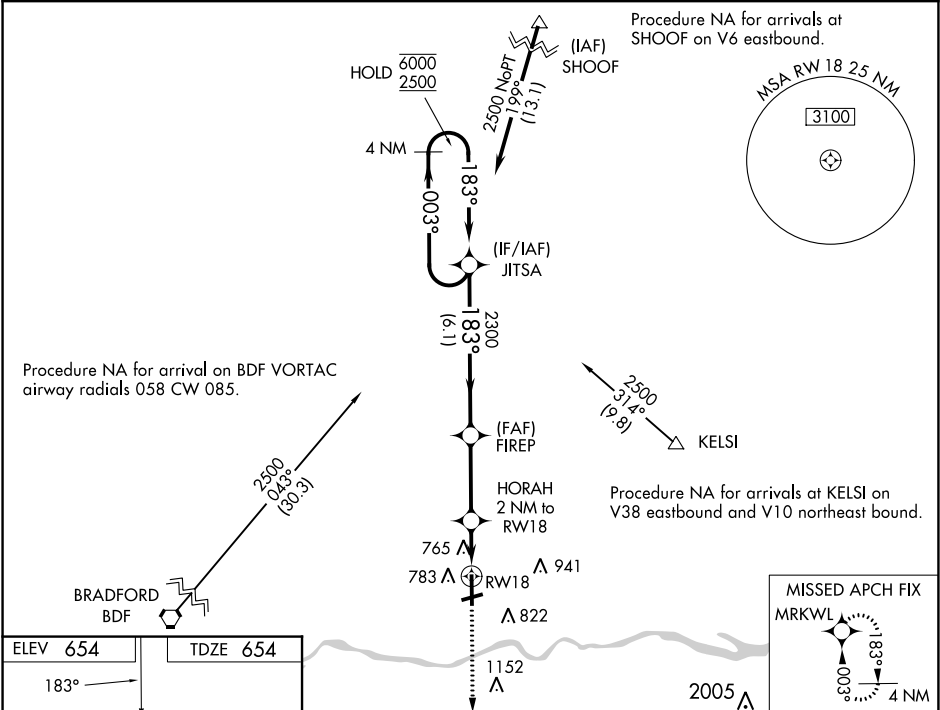 Procedure NA for arrivals at
SHOOF on V6 eastbound.
(IAF)
SHOOF
HOLD 6000
2500
2500 NoPT
199°
(13.1)
MSA RW 18 25 NM
3100
4 NM
183°
003°
(IF/IAF)
JITSA
2300
183°
(6.1)
Procedure NA for arrival on BDF VORTAC
airway radials 058 CW 085.
2500
314°
(9.8)
KELSI
(FAF)
FIREP
2500
043°
(30.3)
HORAH
2 NM to
RW18
Procedure NA for arrivals at KELSI on
V38 eastbound and V10 northeast bound.
765
783
RW18
941
822
BRADFORD
BDF
MISSED APCH FIX
MRKWL
183°
003°
4 NM
ELEV 654
TDZE 654
183°
1152
2005